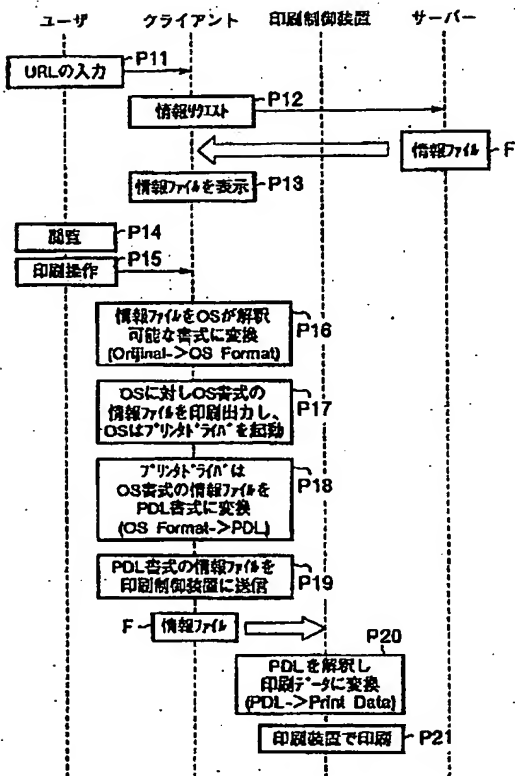 ユーザ クライアント 印刷制御装置 サーバー
URLの入力 P11
情報リクエスト P12
情報ファイル F
情報ファイルを表示 P13
閲覧 P14
印刷操作 P15
情報ファイルをOSが解釈
可能な書式に変換
(Original->OS Format)
P16
OSに対しOS書式の
情報ファイルを印刷出力し、
OSはプリンタドライバを起動
P17
プリンタドライバは
OS書式の情報ファイルを
PDL書式に変換
(OS Format->PDL)
P18
PDL書式の情報ファイルを
印刷制御装置に送信
P19
F 情報ファイル
P20
PDLを解釈し
印刷データに変換
(PDL->Print Data)
印刷装置で印刷 P21